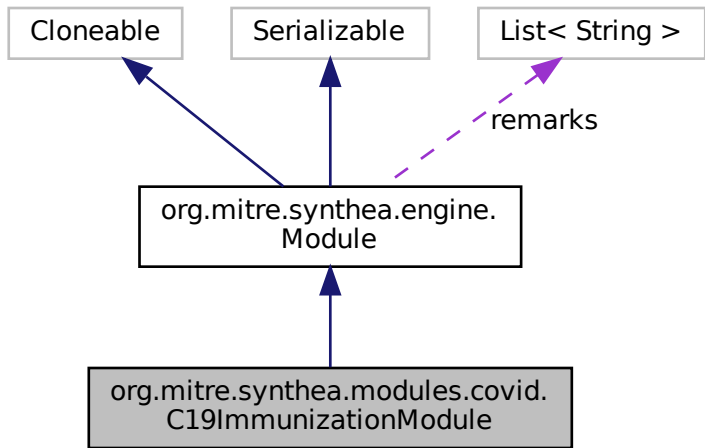 Cloneable
Serializable
List< String >
remarks
org.mitre.synthea.engine.
Module
org.mitre.synthea.modules.covid.
C19ImmunizationModule